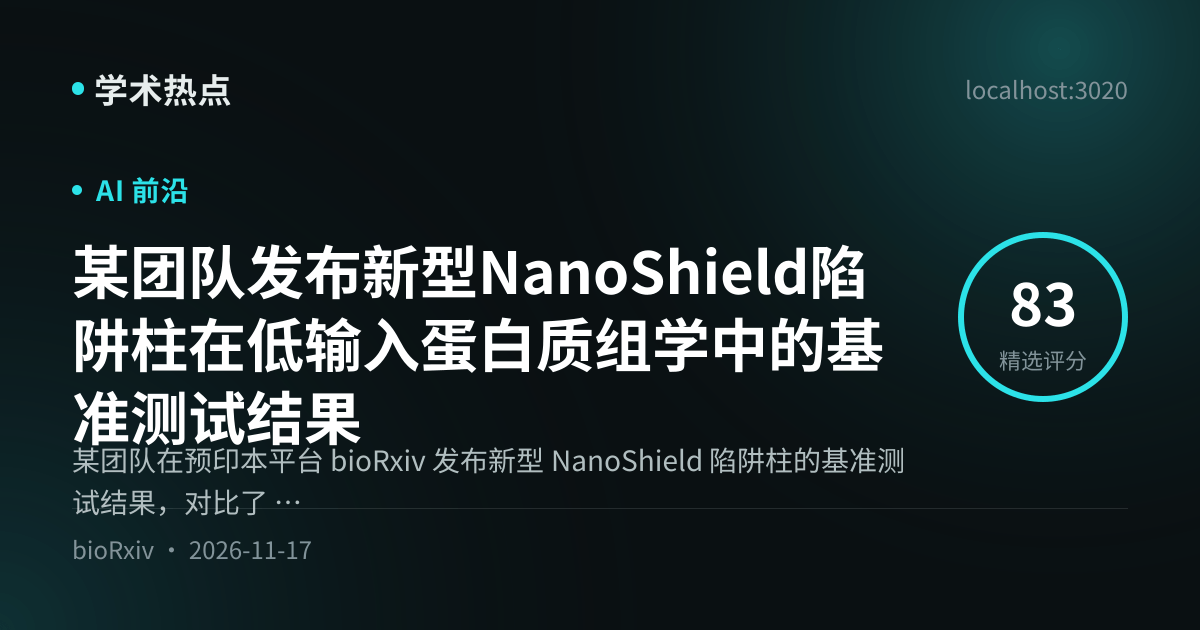 学术热点
localhost:3020
AI 前沿
某团队发布新型NanoShield陷
阱柱在低输入蛋白质组学中的基
准测试结果
83
精选评分
某团队在预印本平台 bioRxiv 发布新型 NanoShield 陷阱柱的基准测
试结果，对比了 …
bioRxiv · 2026-11-17